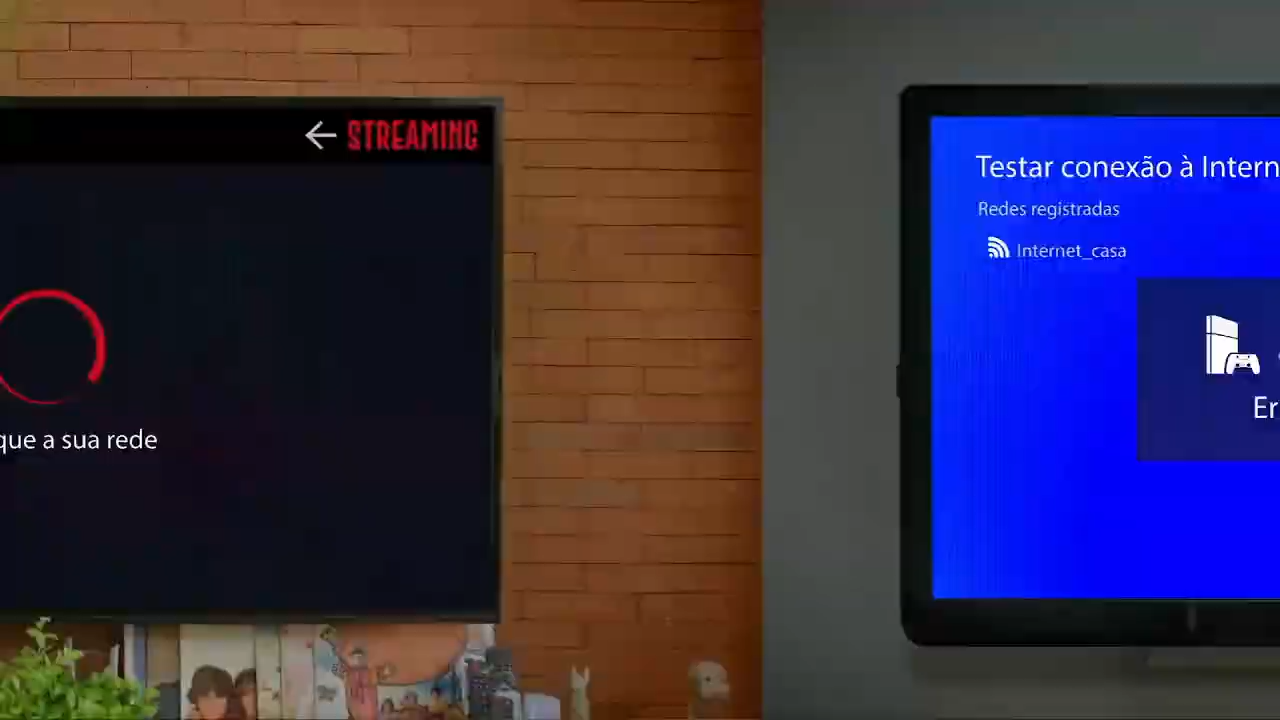 STREAMING
que a sua rede
Testar conexão à Intern
Redes registradas
Internet_casa
Er